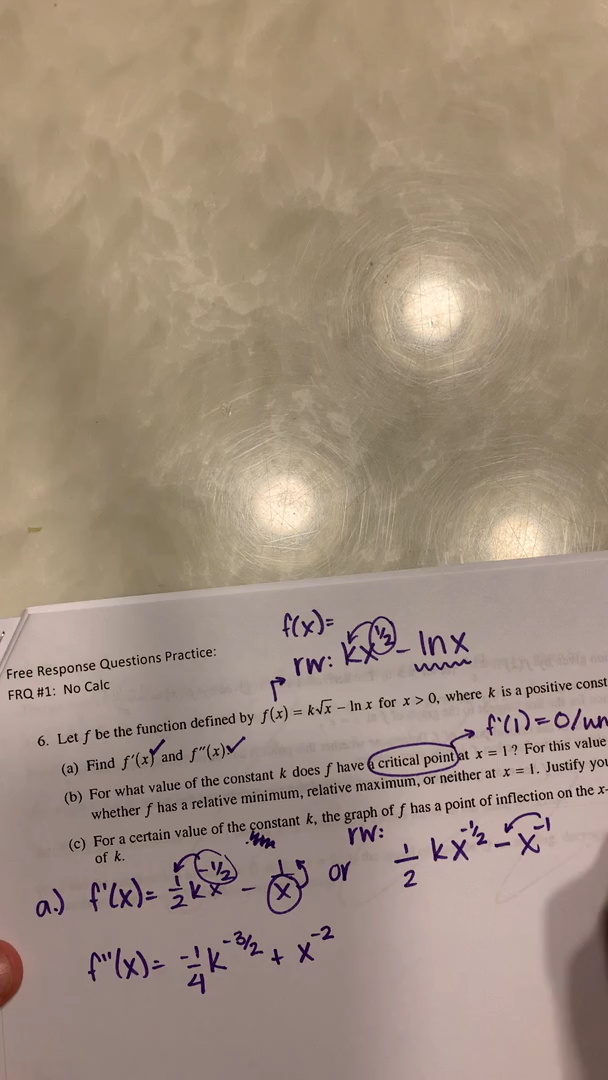 f(x)=
rw: kx^1/2 - ln x
Free Response Questions Practice:
FRQ #1: No Calc
6. Let f be the function defined by f(x) = k√x − ln x for x > 0, where k is a positive const
f'(1)=0/un
(a) Find f′(x) and f″(x)
(b) For what value of the constant k does f have a critical point at x = 1? For this value
whether f has a relative minimum, relative maximum, or neither at x = 1. Justify you
(c) For a certain value of the constant k, the graph of f has a point of inflection on the x-
of k.
rw:
a.) f'(x)= 1/2 kx^-1/2 - 1/x or 1/2 kx^-1/2 - x^-1
f''(x)= -1/4 k^-3/2 + x^-2